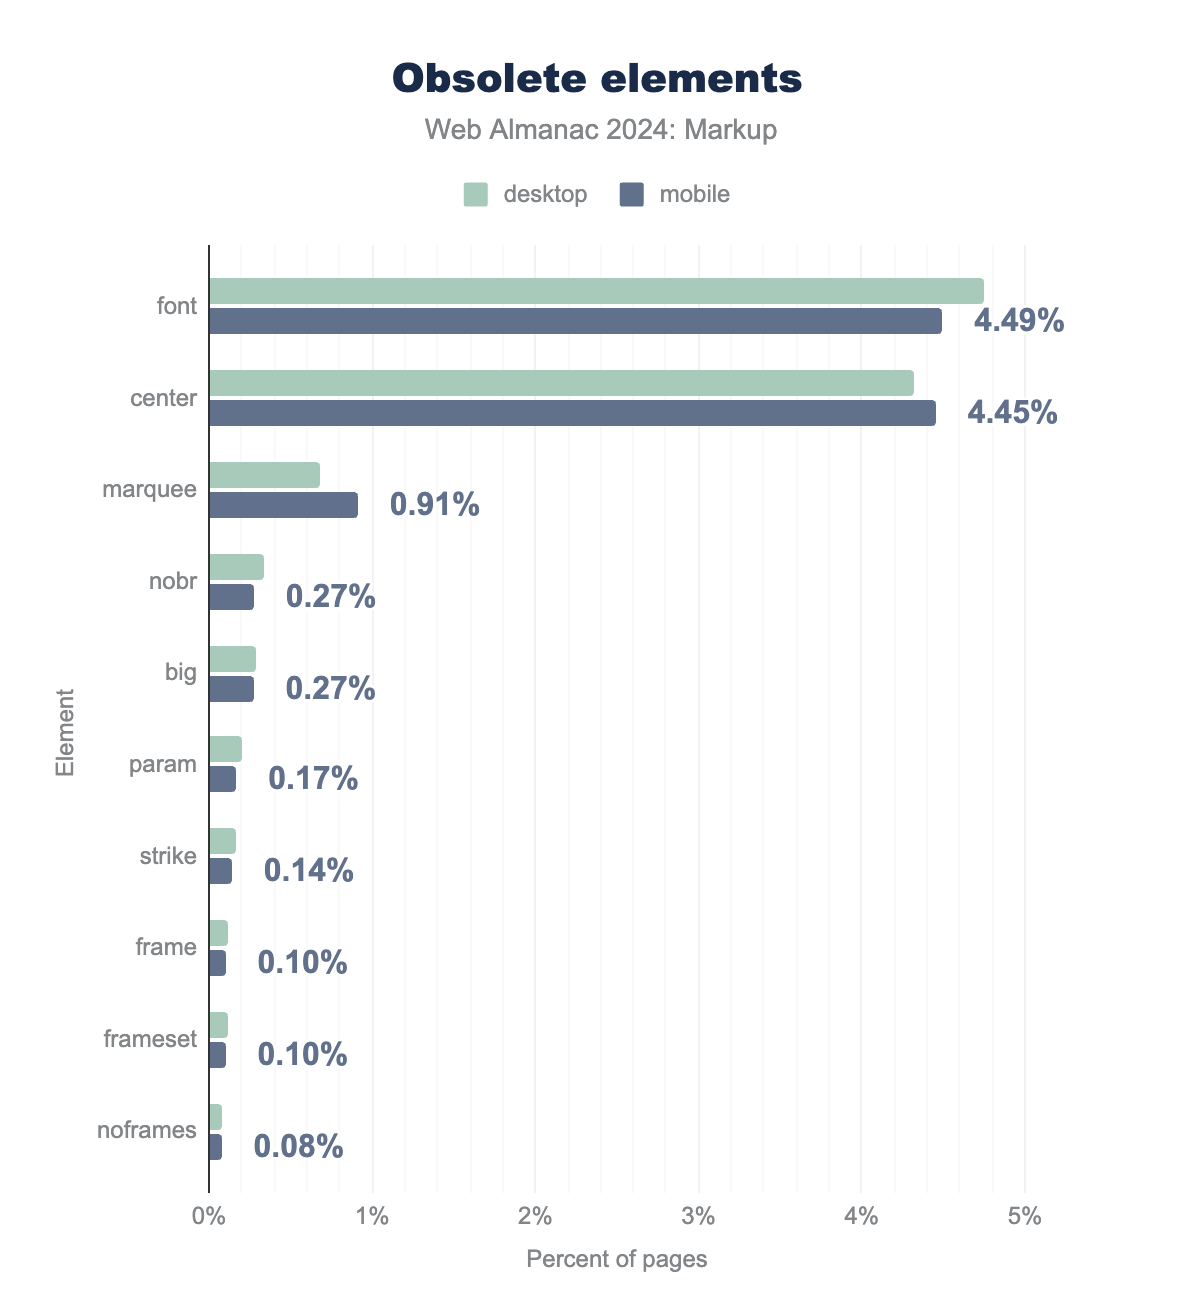 Obsolete elements
Web Almanac 2024: Markup
desktop mobile
font 4.49%
center 4.45%
marquee 0.91%
nobr 0.27%
big 0.27%
Element
param 0.17%
strike 0.14%
frame 0.10%
frameset 0.10%
noframes 0.08%
0% 1% 2% 3% 4% 5%
Percent of pages